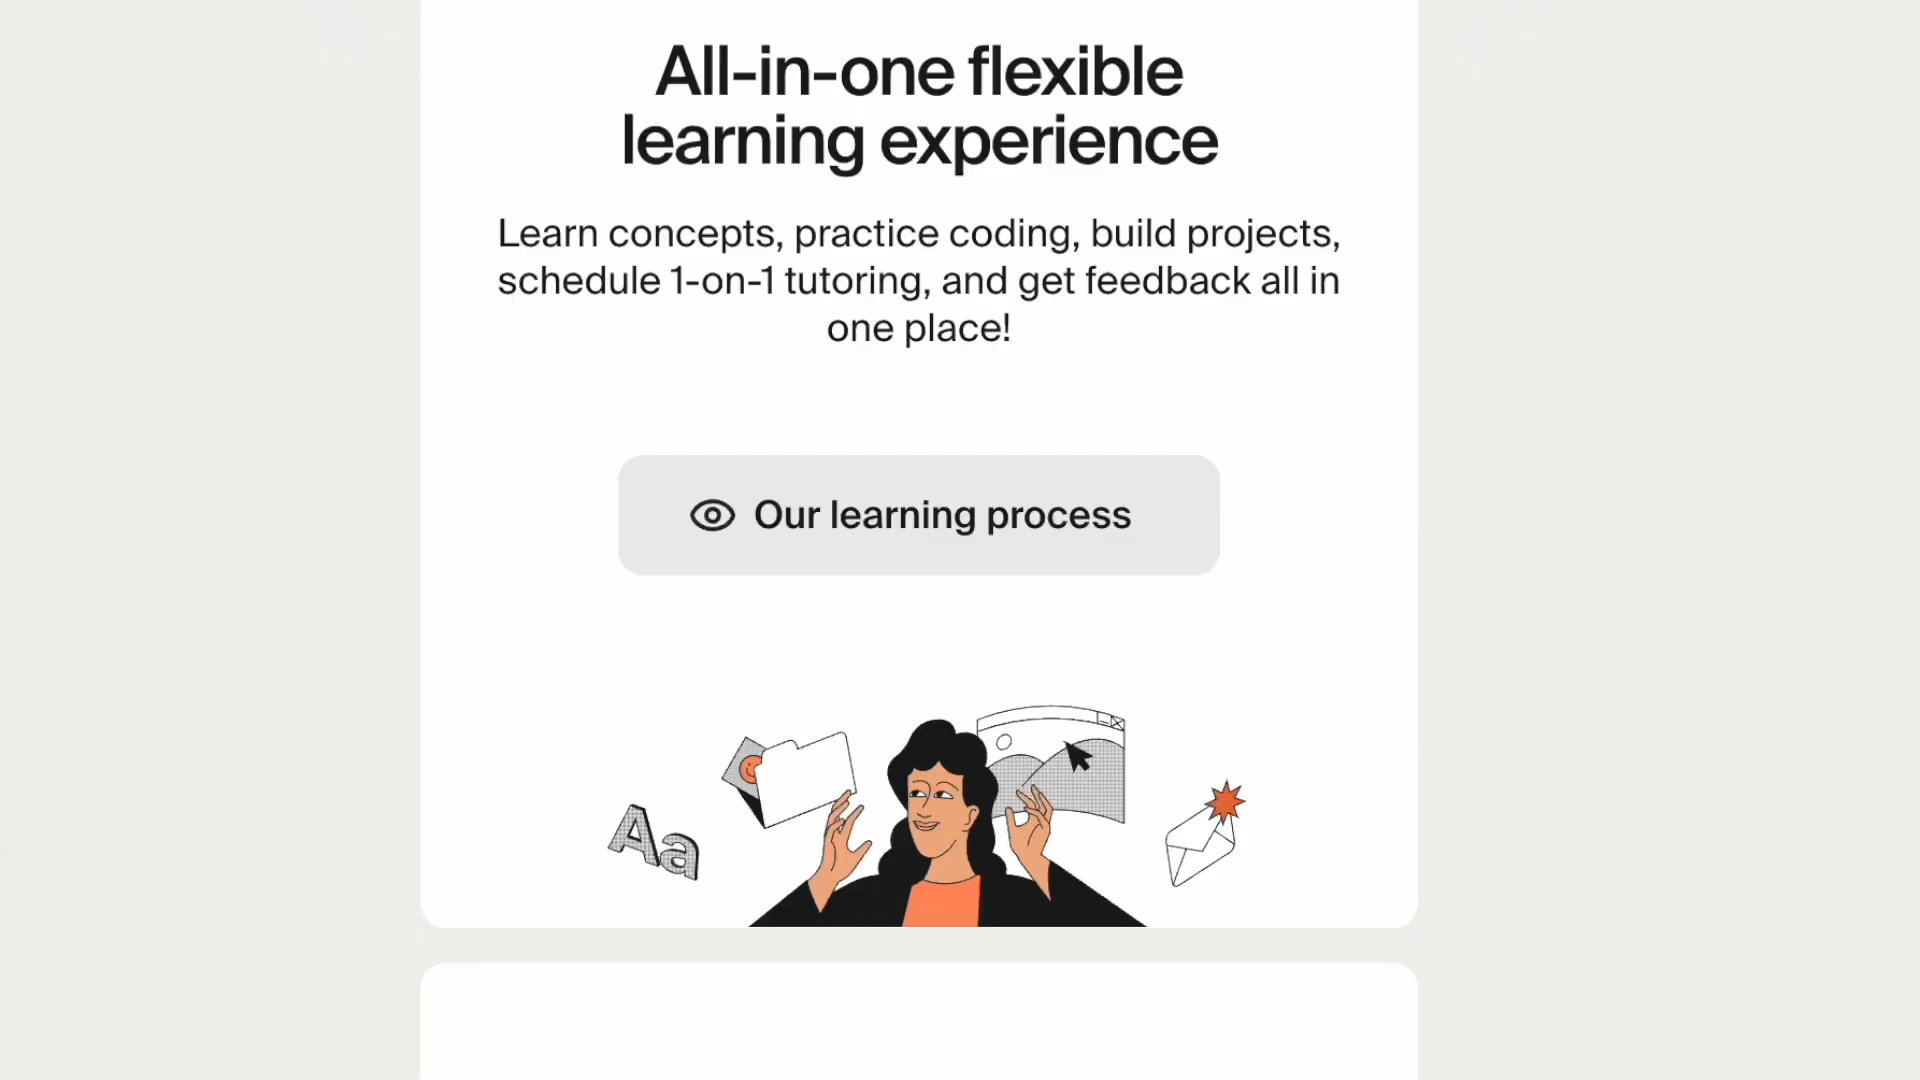 All-in-one flexible
learning experience
Learn concepts, practice coding, build projects,
schedule 1-on-1 tutoring, and get feedback all in
one place!
Our learning process
Aa